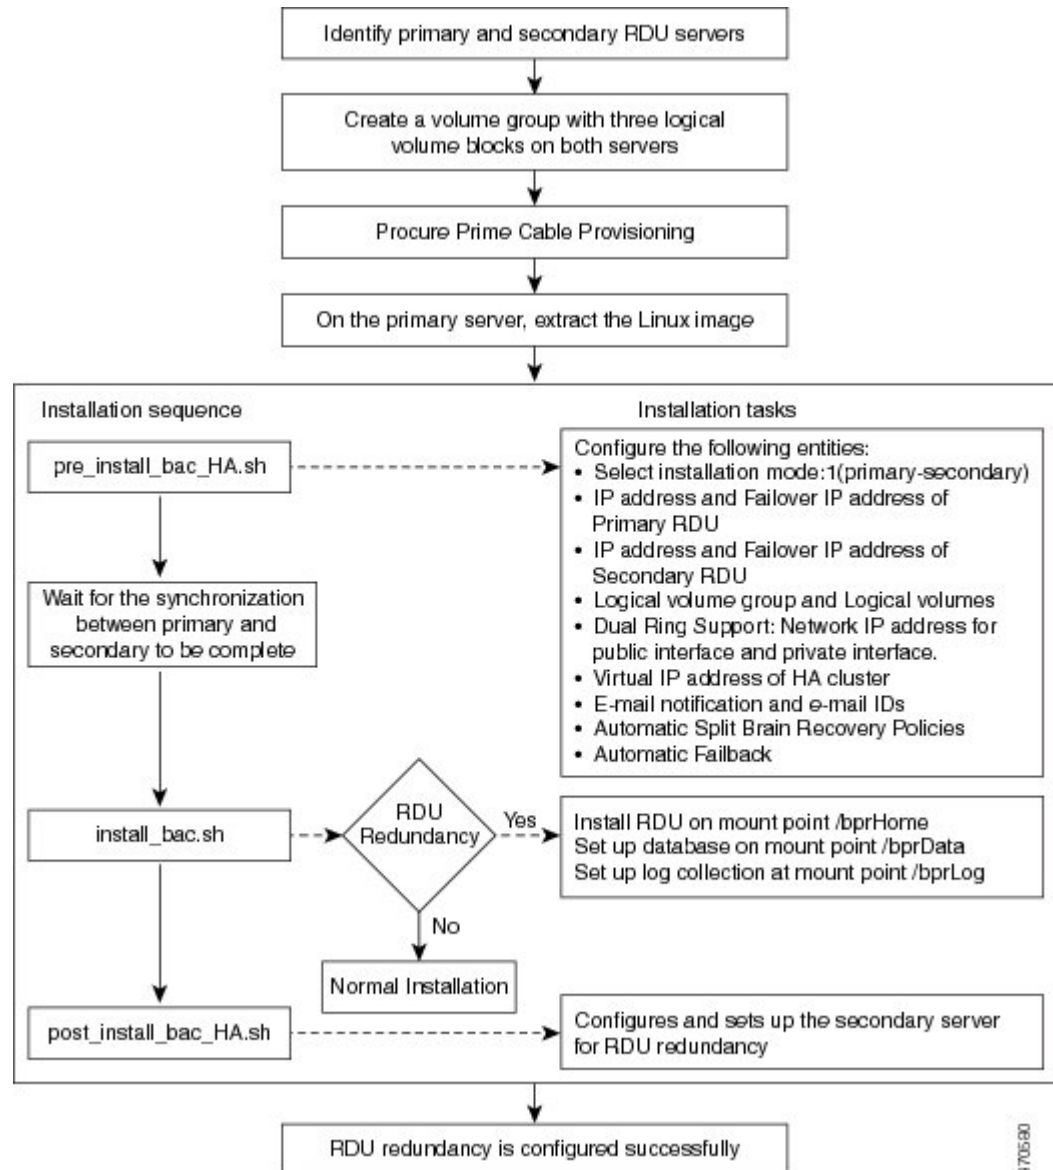 Identify primary and secondary RDU servers
Create a volume group with three logical
volume blocks on both servers
Procure Prime Cable Provisioning
On the primary server, extract the Linux image
Installation sequence
Installation tasks
pre_install_bac_HA.sh
Configure the following entities:
• Select installation mode:1(primary-secondary)
• IP address and Failover IP address of
Primary RDU
• IP address and Failover IP address of
Secondary RDU
• Logical volume group and Logical volumes
• Dual Ring Support: Network IP address for
public interface and private interface.
• Virtual IP address of HA cluster
• E-mail notification and e-mail IDs
• Automatic Split Brain Recovery Policies
• Automatic Failback
Wait for the synchronization
between primary and
secondary to be complete
install_bac.sh
RDU
Redundancy
Yes
Install RDU on mount point /bprHome
Set up database on mount point /bprData
Set up log collection at mount point /bprLog
No
Normal Installation
post_install_bac_HA.sh
Configures and sets up the secondary server
for RDU redundancy
RDU redundancy is configured successfully